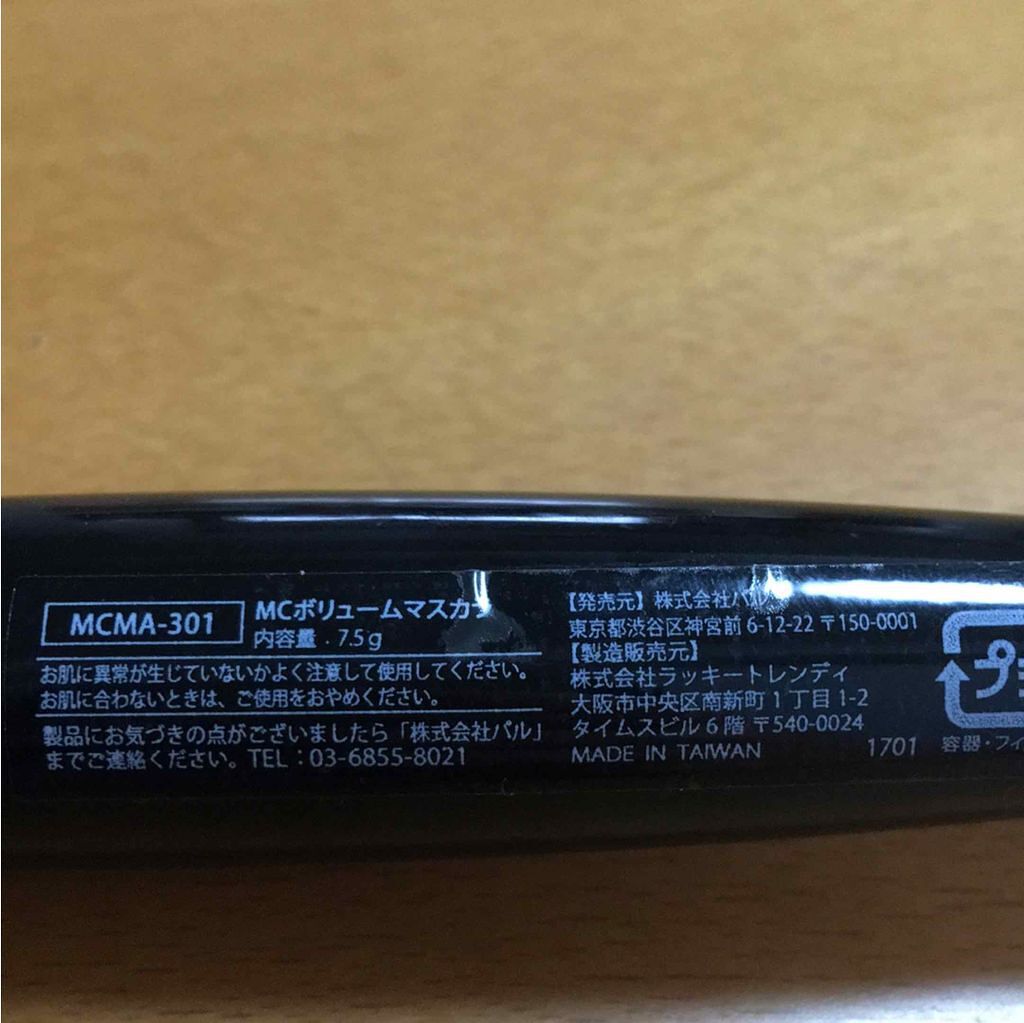 MCMA-301
MCボリュームマスカラ
内容量．7.5g
お肌に異常が生じていないかよく注意して使用してください。
お肌に合わないときは、ご使用をおやめください。
製品にお気づきの点がございましたら「株式会社パル」
までご連絡ください。TEL：03-6855-8021
【発売元】株式会社パル
東京都渋谷区神宮前 6-12-22 〒150-0001
【製造販売元】
株式会社ラッキートレンディ
大阪市中央区南新町１丁目1-2
タイムスビル６階 〒540-0024
MADE IN TAIWAN
1701
プラ
容器・フィ